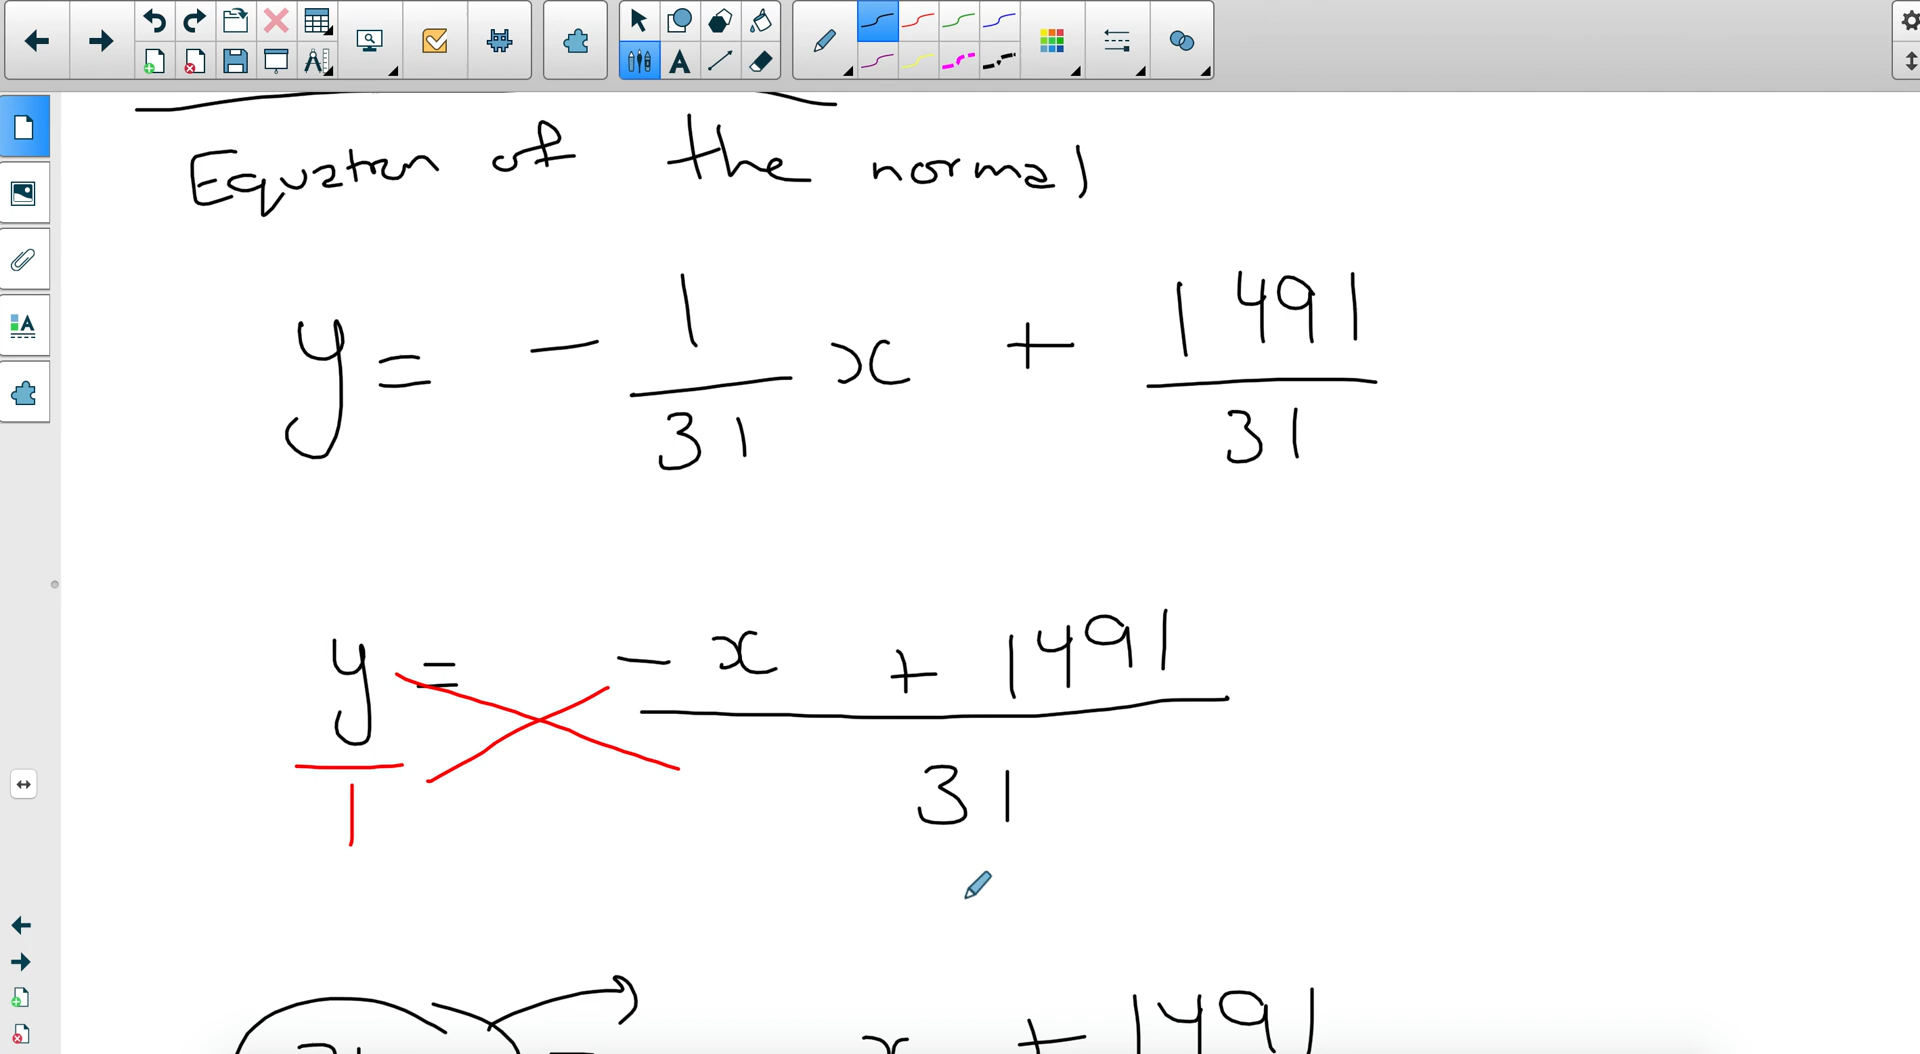 Equation of the normal
y = - 1/31 x + 1491/31
y/1 = - x + 1491 / 31
x + 1491